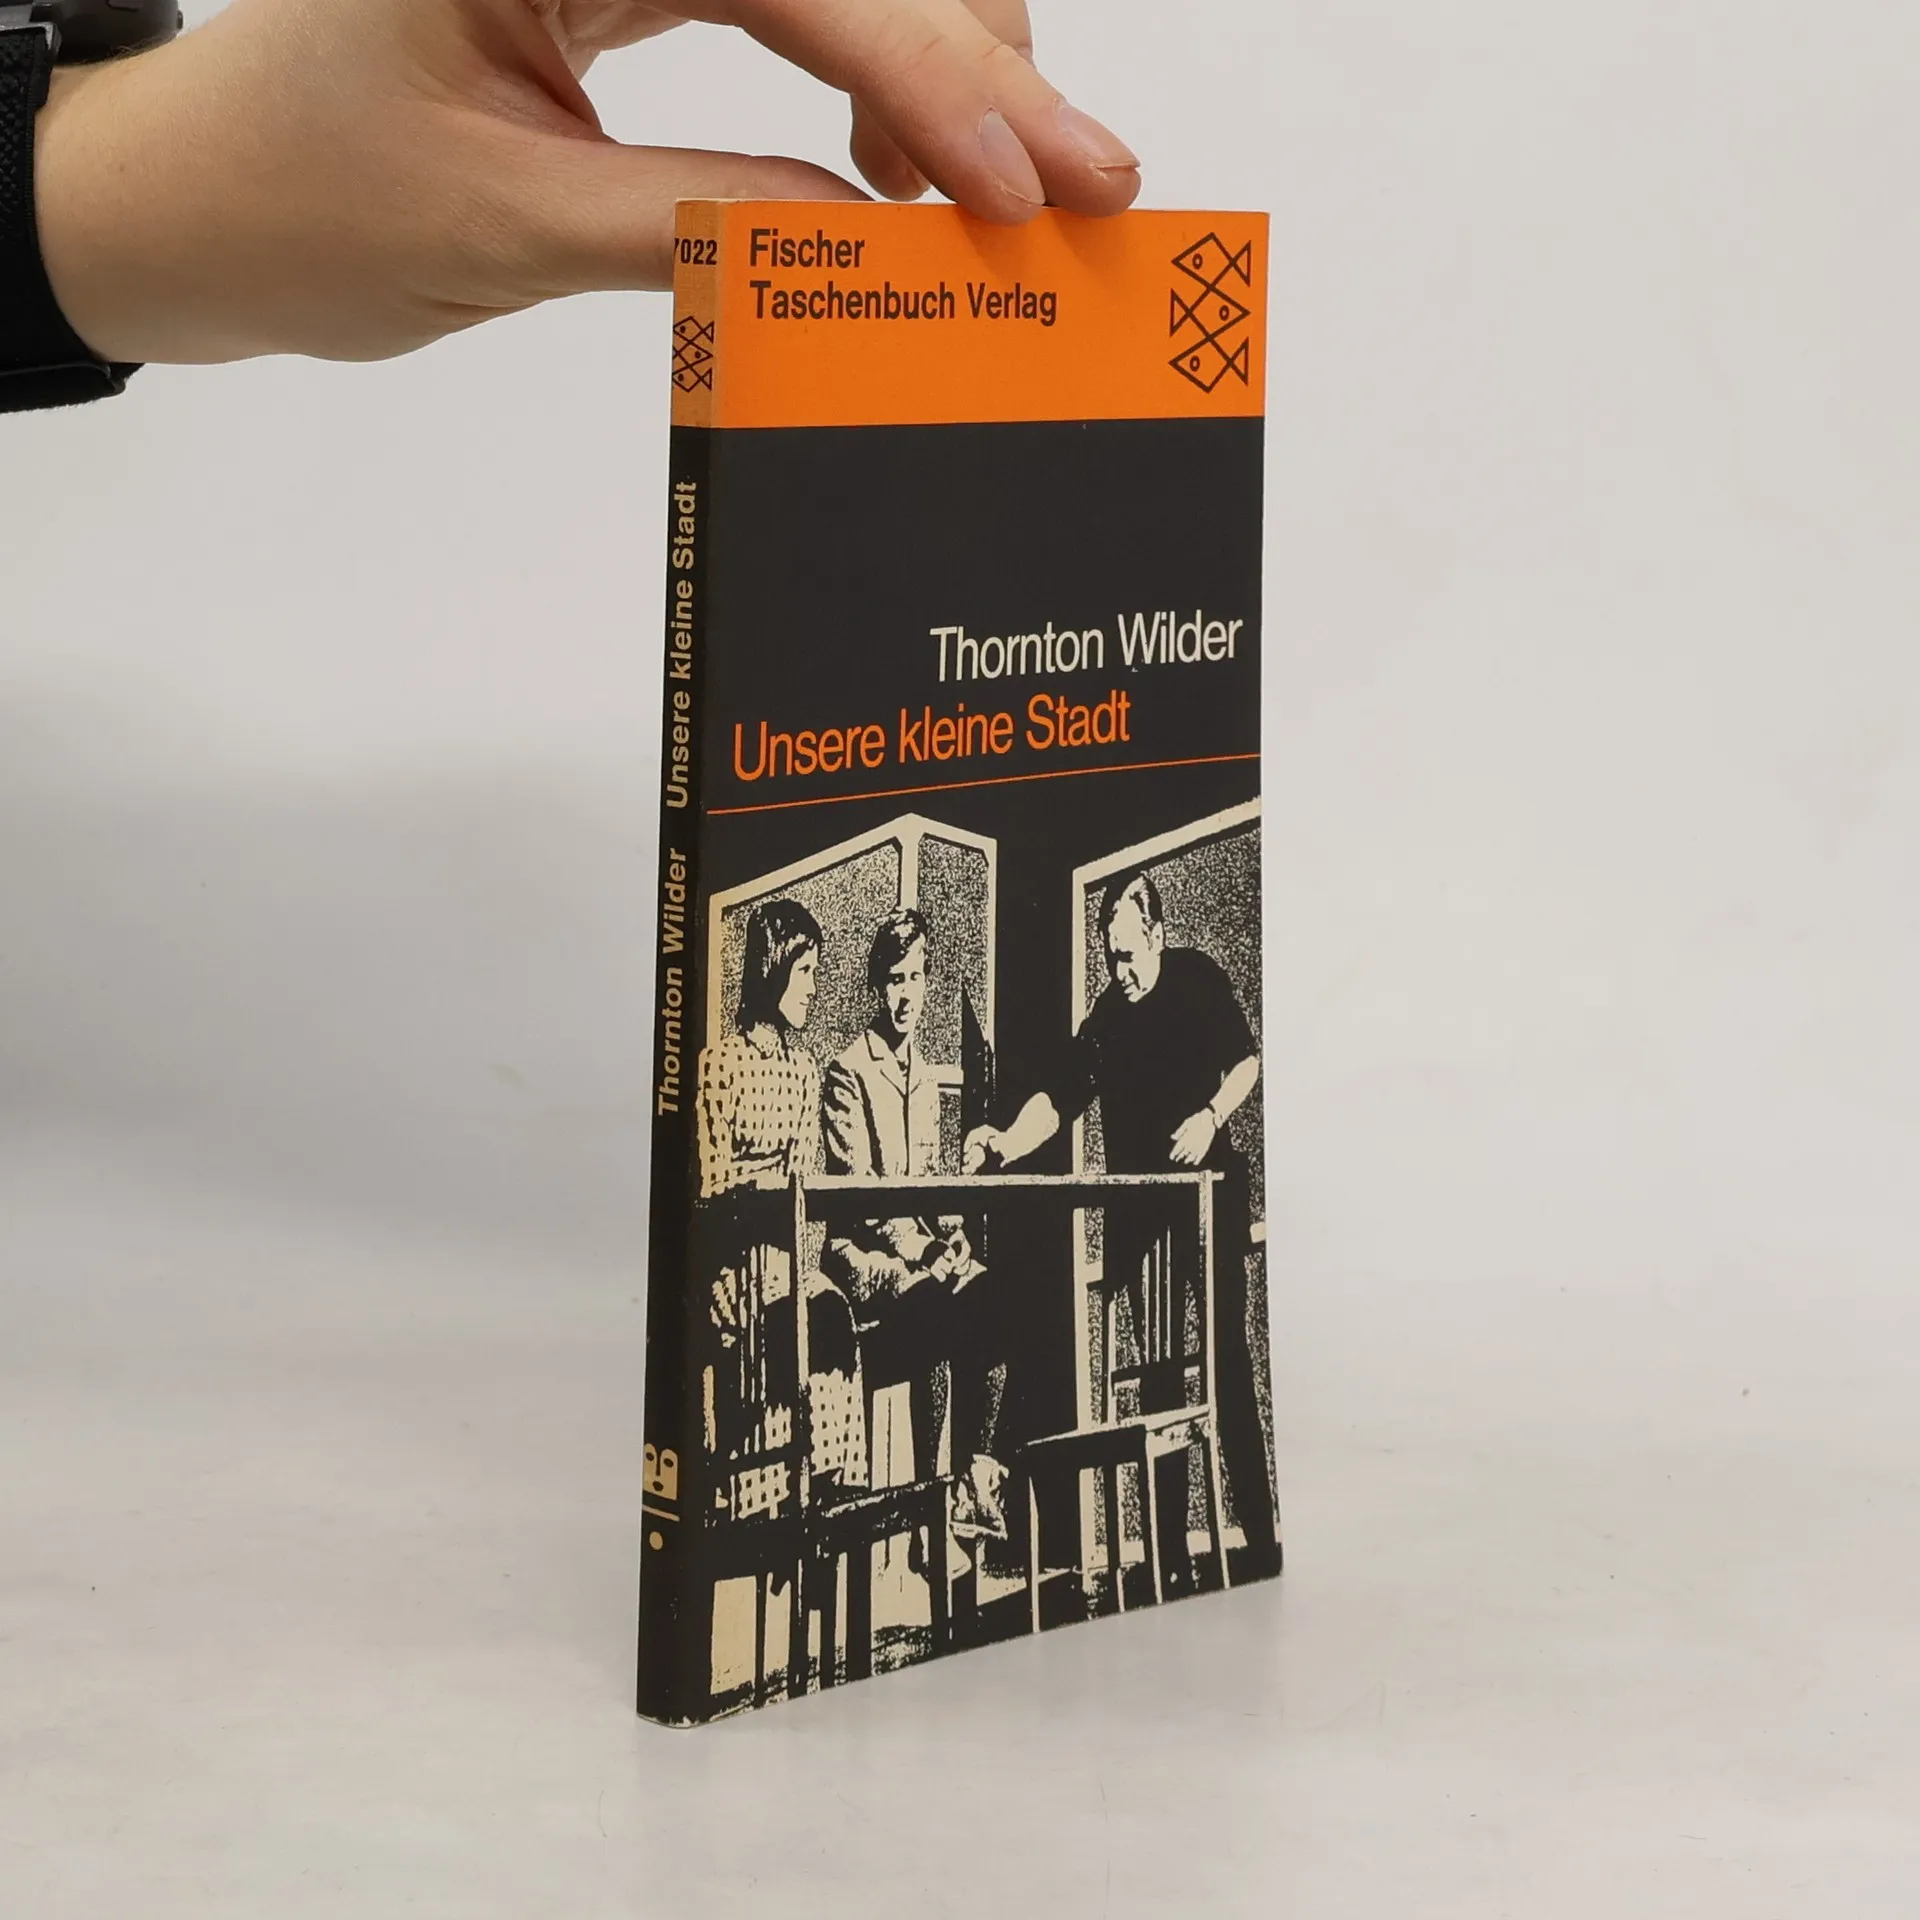 7022
Fischer
Taschenbuch Verlag
Thornton Wilder
Unsere kleine Stadt
Thornton Wilder Unsere kleine Stadt